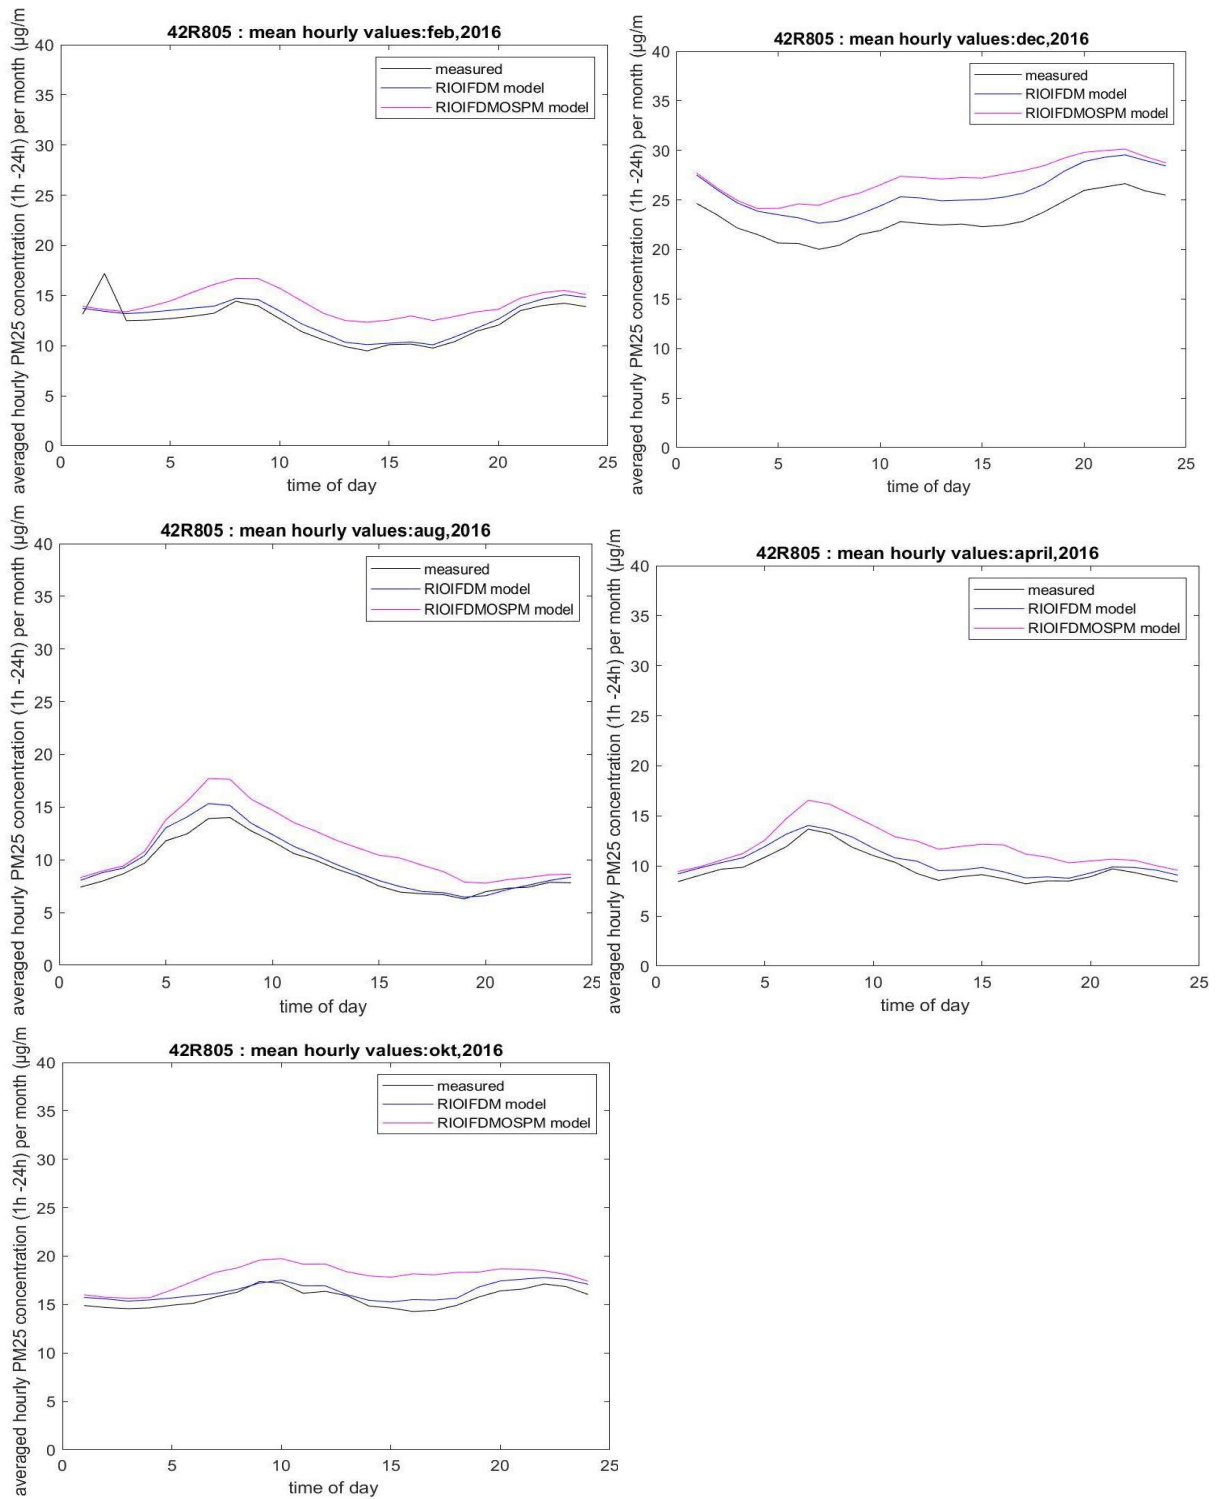 42R805 : mean hourly values:feb,2016
averaged hourly PM25 concentration (1h -24h) per month (µg/m
40
35
30
25
20
15
10
5
0
measured
RIOIFDM model
RIOIFDMOSPM model
0 5 10 15 20 25
time of day
42R805 : mean hourly values:dec,2016
averaged hourly PM25 concentration (1h -24h) per month (µg/m
40
35
30
25
20
15
10
5
0
measured
RIOIFDM model
RIOIFDMOSPM model
0 5 10 15 20 25
time of day
42R805 : mean hourly values:aug,2016
averaged hourly PM25 concentration (1h -24h) per month (µg/m
40
35
30
25
20
15
10
5
0
measured
RIOIFDM model
RIOIFDMOSPM model
0 5 10 15 20 25
time of day
42R805 : mean hourly values:april,2016
averaged hourly PM25 concentration (1h -24h) per month (µg/m
40
35
30
25
20
15
10
5
0
measured
RIOIFDM model
RIOIFDMOSPM model
0 5 10 15 20 25
time of day
42R805 : mean hourly values:okt,2016
averaged hourly PM25 concentration (1h -24h) per month (µg/m
40
35
30
25
20
15
10
5
0
measured
RIOIFDM model
RIOIFDMOSPM model
0 5 10 15 20 25
time of day